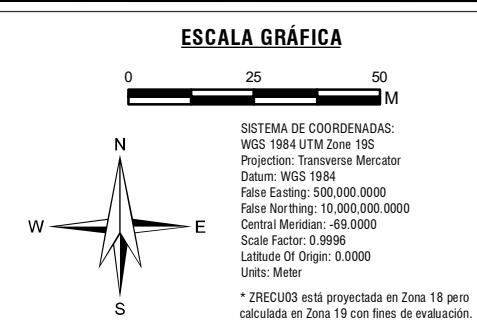 ESCALA GRÁFICA
0 25 50
M
N
W E
S
SISTEMA DE COORDENADAS:
WGS 1984 UTM Zone 19S
Projection: Transverse Mercator
Datum: WGS 1984
False Easting: 500,000.0000
False Northing: 10,000,000.0000
Central Meridian: -69.0000
Scale Factor: 0.9996
Latitude Of Origin: 0.0000
Units: Meter
* ZRECU03 está proyectada en Zona 18 pero
calculada en Zona 19 con fines de evaluación.